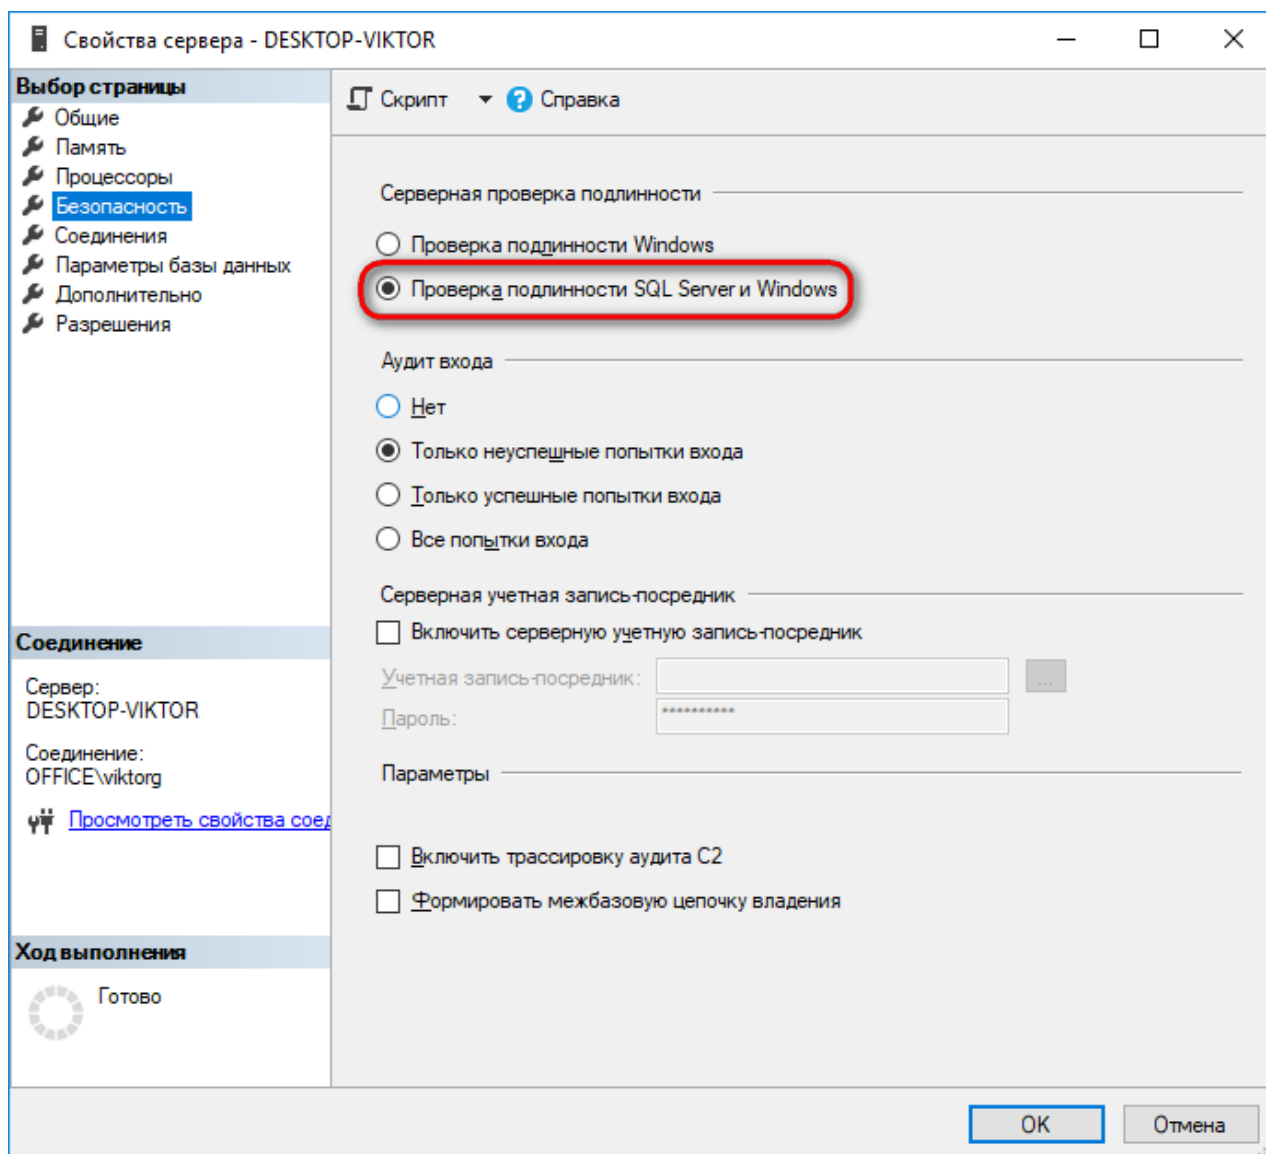 Свойства сервера - DESKTOP-VIKTOR
Выбор страницы
Общие
Память
Процессоры
Безопасность
Соединения
Параметры базы данных
Дополнительно
Разрешения
Скрипт
Справка
Серверная проверка подлинности
Проверка подлинности Windows
Проверка подлинности SQL Server и Windows
Аудит входа
Нет
Только неуспешные попытки входа
Только успешные попытки входа
Все попытки входа
Серверная учетная запись-посредник
Включить серверную учетную запись-посредник
Учетная запись-посредник:
...
Пароль:
**********
Параметры
Включить трассировку аудита C2
Формировать межбазовую цепочку владения
Соединение
Сервер:
DESKTOP-VIKTOR
Соединение:
OFFICE\viktorg
Просмотреть свойства соед
Ход выполнения
Готово
OK
Отмена